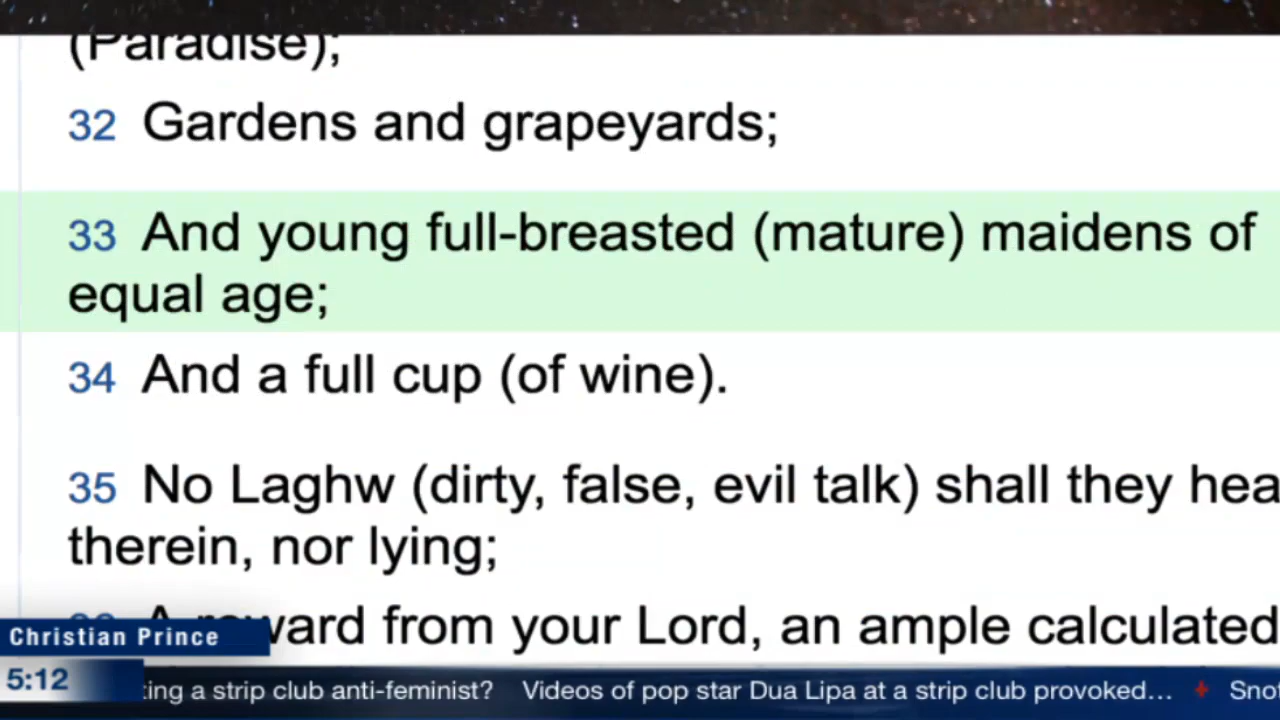 (Paradise);
32 Gardens and grapeyards;
33 And young full-breasted (mature) maidens of
equal age;
34 And a full cup (of wine).
35 No Laghw (dirty, false, evil talk) shall they hea
therein, nor lying;
ward from your Lord, an ample calculated
Christian Prince
5:12
ting a strip club anti-feminist? Videos of pop star Dua Lipa at a strip club provoked... Sno